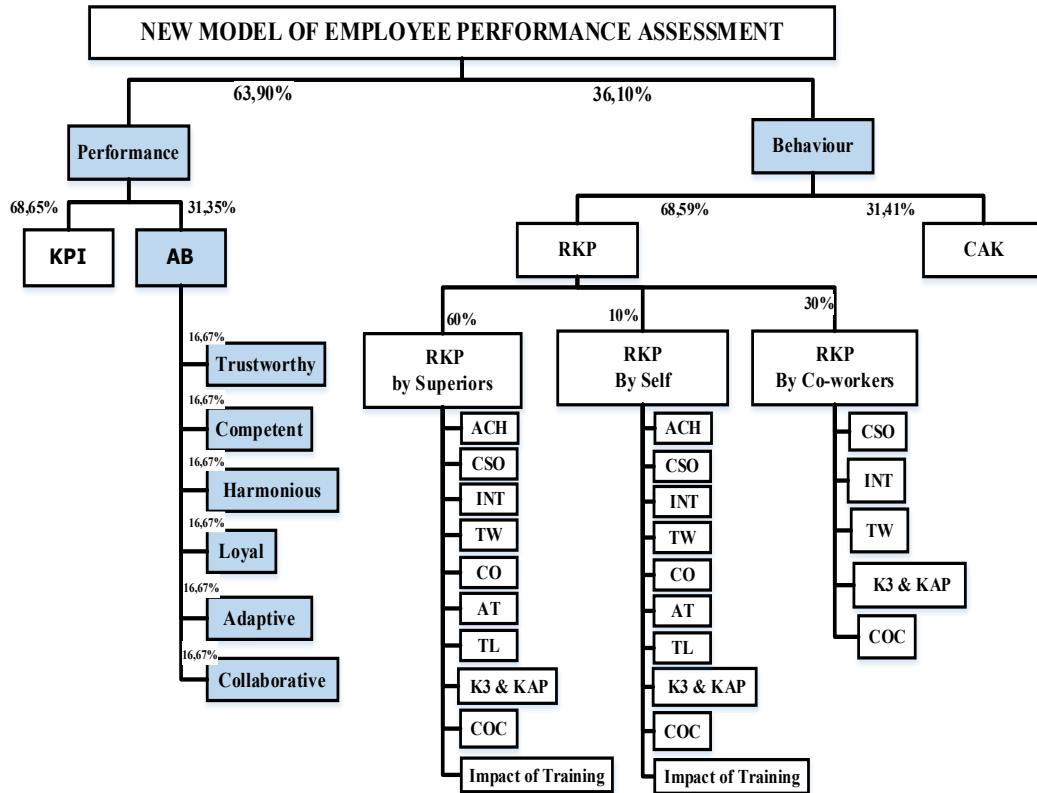 NEW MODEL OF EMPLOYEE PERFORMANCE ASSESSMENT
63,90%
36,10%
Performance
Behaviour
68,65%
31,35%
68,59%
31,41%
KPI
AB
RKP
CAK
16,67%
Trustworthy
16,67%
Competent
16,67%
Harmonious
16,67%
Loyal
16,67%
Adaptive
16,67%
Collaborative
60%
RKP
by Superiors
ACH
CSO
INT
TW
CO
AT
TL
K3 & KAP
COC
Impact of Training
10%
RKP
By Self
ACH
CSO
INT
TW
CO
AT
TL
K3 & KAP
COC
Impact of Training
30%
RKP
By Co-workers
CSO
INT
TW
K3 & KAP
COC